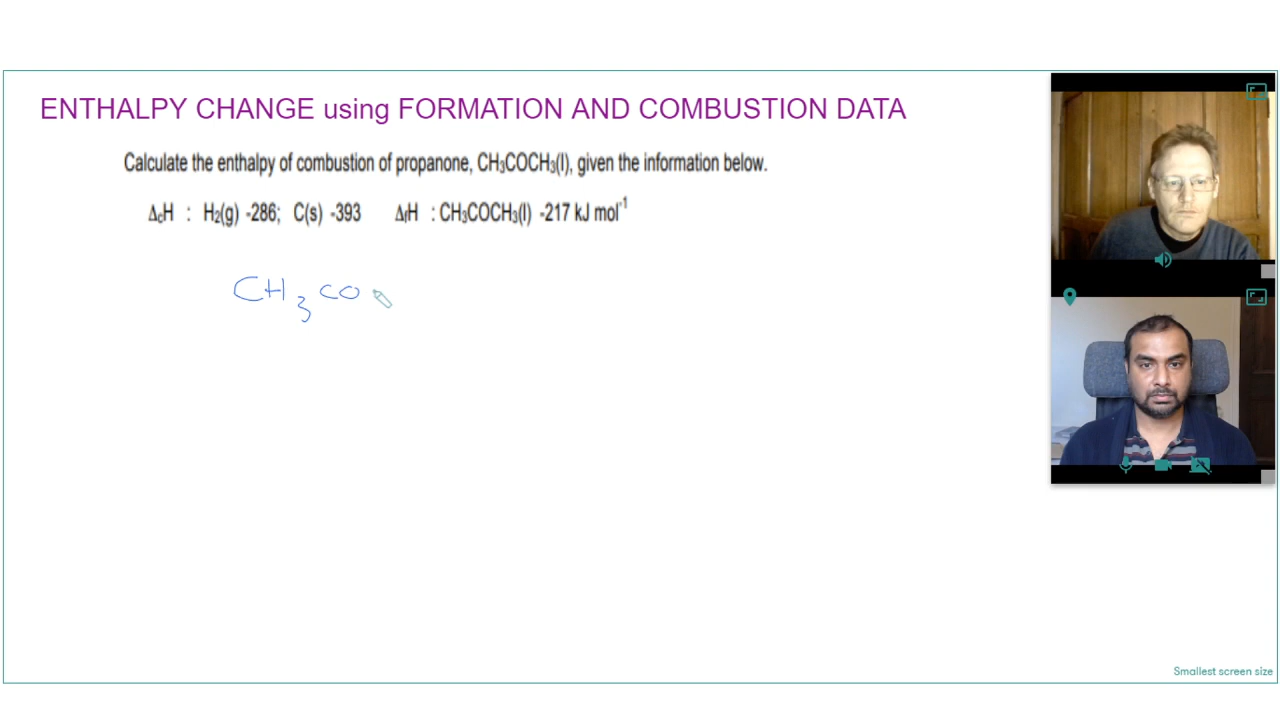 ENTHALPY CHANGE using FORMATION AND COMBUSTION DATA
Calculate the enthalpy of combustion of propanone, CH₃COCH₃(l), given the information below.
ΔcH : H₂(g) -286; C(s) -393 ΔfH : CH₃COCH₃(l) -217 kJ mol⁻¹
CH₃CO
Smallest screen size